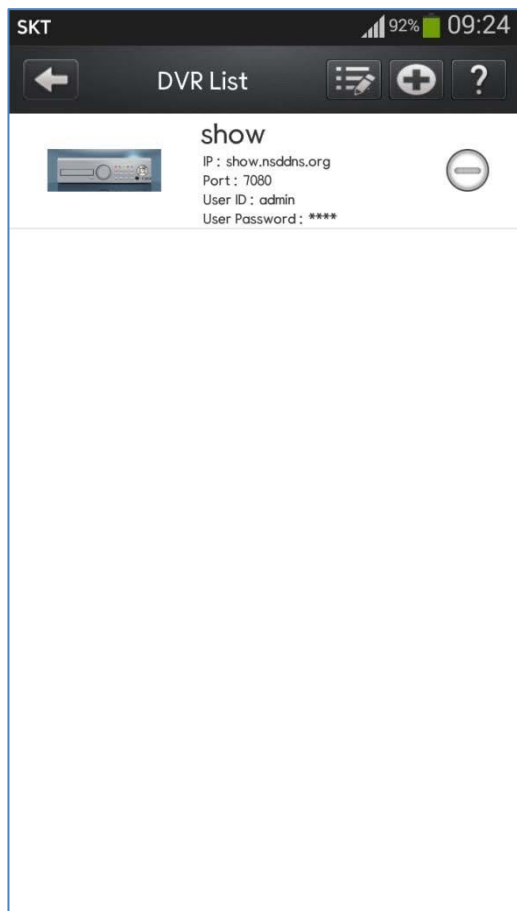 SKT 92% 09:24
DVR List ?
show
IP : show.nsddns.org
Port : 7080
User ID : admin
User Password : ****